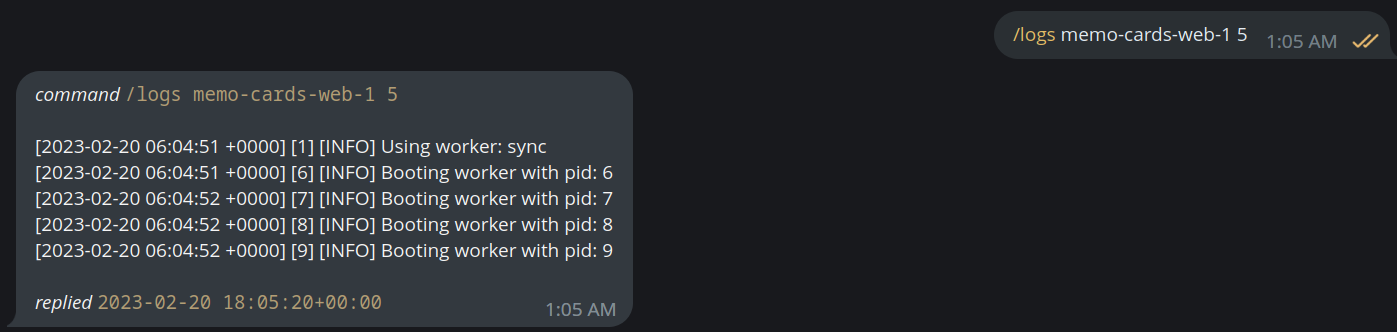 /logs memo-cards-web-1 5 1:05 AM
command /logs memo-cards-web-1 5
[2023-02-20 06:04:51 +0000] [1] [INFO] Using worker: sync
[2023-02-20 06:04:51 +0000] [6] [INFO] Booting worker with pid: 6
[2023-02-20 06:04:52 +0000] [7] [INFO] Booting worker with pid: 7
[2023-02-20 06:04:52 +0000] [8] [INFO] Booting worker with pid: 8
[2023-02-20 06:04:52 +0000] [9] [INFO] Booting worker with pid: 9
replied 2023-02-20 18:05:20+00:00 1:05 AM